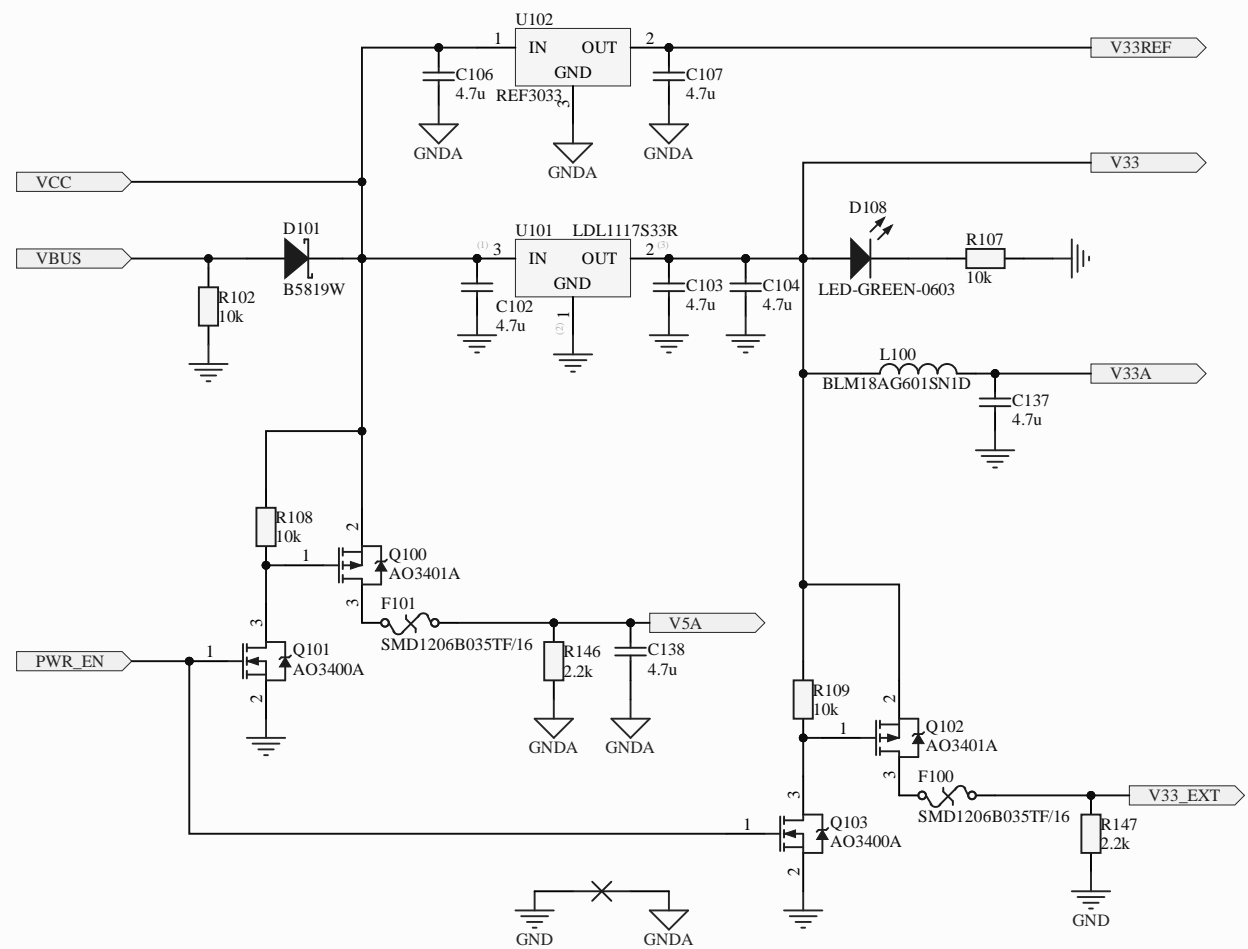 U102
1
IN
OUT
2
V33REF
GND
C106
4.7u
REF3033
3
C107
4.7u
GNDA
GNDA
GNDA
V33
VCC
D108
D101
U101
LDL1117S33R
R107
VBUS
(1)
3
IN
OUT
2
(3)
B5819W
GND
LED-GREEN-0603
10k
R102
10k
C102
4.7u
(2)
1
C103
4.7u
C104
4.7u
L100
BLM18AG601SN1D
V33A
C137
4.7u
R108
10k
2
1
Q100
AO3401A
3
F101
SMD1206B035TF/16
V5A
3
PWR_EN
1
Q101
AO3400A
2
R146
2.2k
C138
4.7u
GNDA
GNDA
R109
10k
2
1
Q102
AO3401A
3
F100
SMD1206B035TF/16
V33_EXT
3
1
Q103
AO3400A
2
R147
2.2k
GND
GND
GNDA